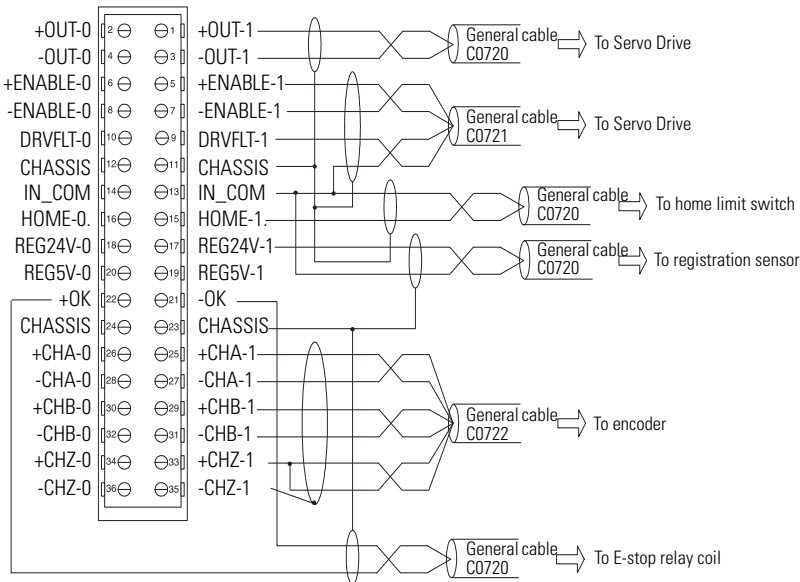 +OUT-0 2 1 +OUT-1
-OUT-0 4 3 -OUT-1
+ENABLE-0 6 5 +ENABLE-1
-ENABLE-0 8 7 -ENABLE-1
DRVFLT-0 10 9 DRVFLT-1
CHASSIS 12 11 CHASSIS
IN_COM 14 13 IN_COM
HOME-0. 16 15 HOME-1.
REG24V-0 18 17 REG24V-1
REG5V-0 20 19 REG5V-1
+OK 22 21 -OK
CHASSIS 24 23 CHASSIS
+CHA-0 26 25 +CHA-1
-CHA-0 28 27 -CHA-1
+CHB-0 30 29 +CHB-1
-CHB-0 32 31 -CHB-1
+CHZ-0 34 33 +CHZ-1
-CHZ-0 36 35 -CHZ-1
General cable
C0720
To Servo Drive
General cable
C0721
To Servo Drive
General cable
C0720
To home limit switch
General cable
C0720
To registration sensor
General cable
C0722
To encoder
General cable
C0720
To E-stop relay coil